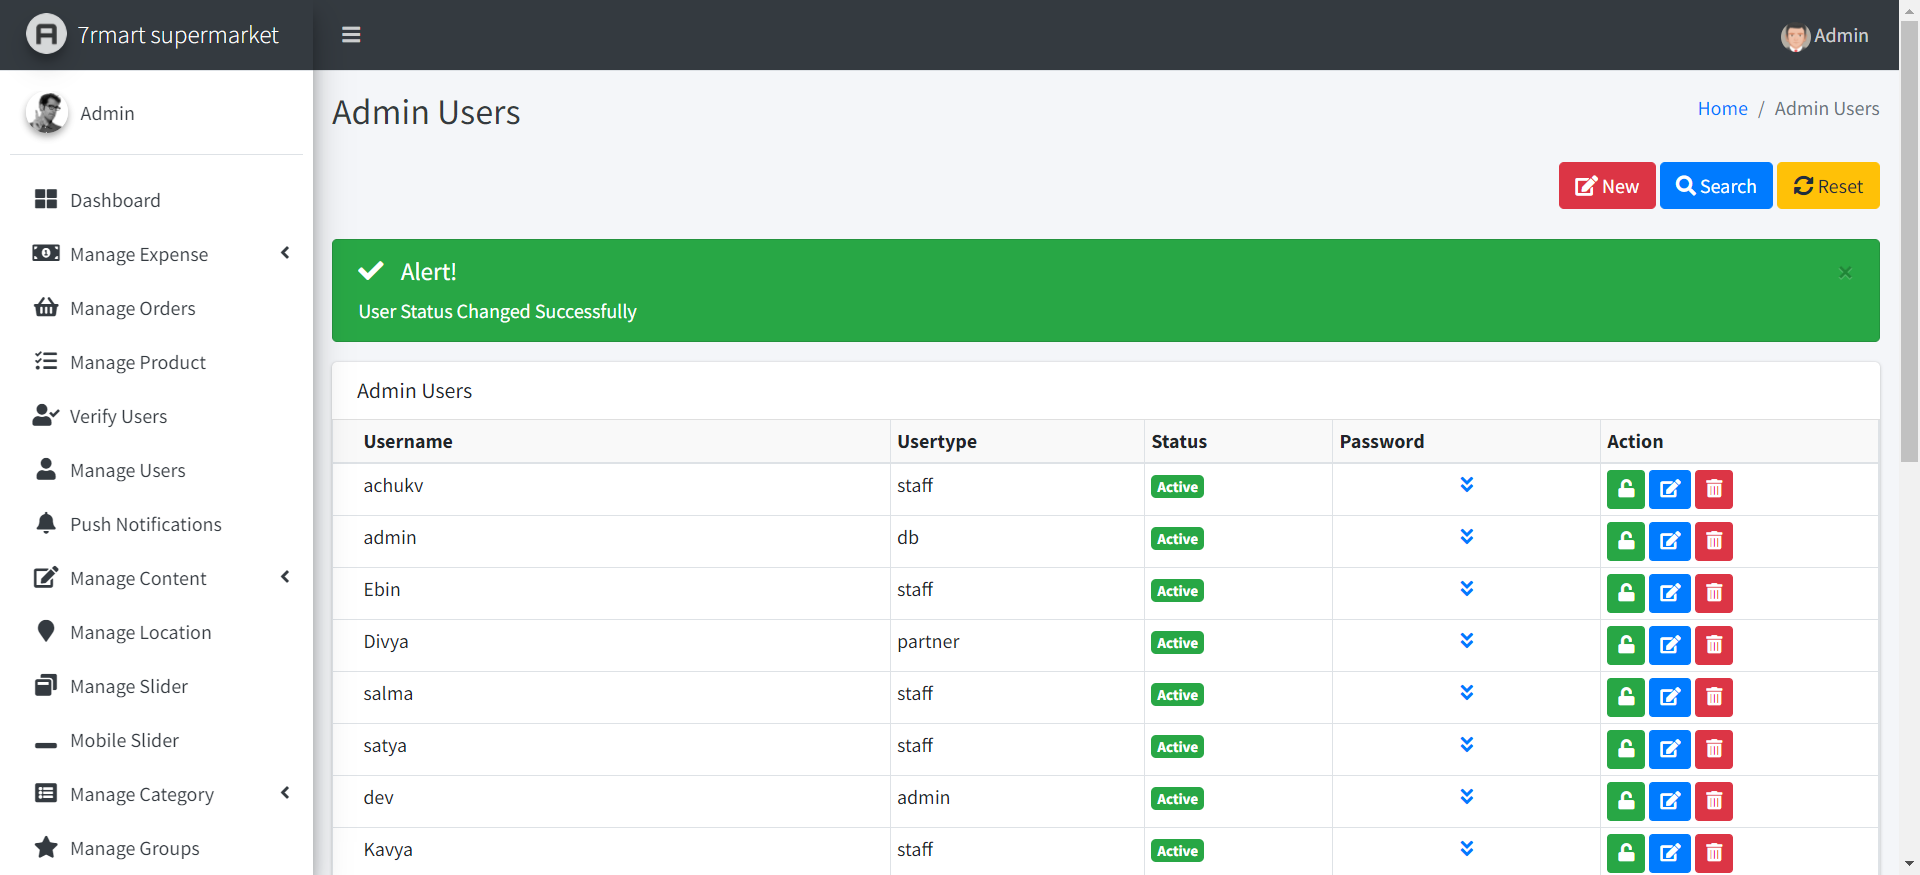 7rmart supermarket
Admin
Admin
Dashboard
Manage Expense
Manage Orders
Manage Product
Verify Users
Manage Users
Push Notifications
Manage Content
Manage Location
Manage Slider
Mobile Slider
Manage Category
Manage Groups
Admin Users
Home / Admin Users
New Search Reset
Alert! ×
User Status Changed Successfully
Admin Users
Username Usertype Status Password Action
achukv staff Active
admin db Active
Ebin staff Active
Divya partner Active
salma staff Active
satya staff Active
dev admin Active
Kavya staff Active